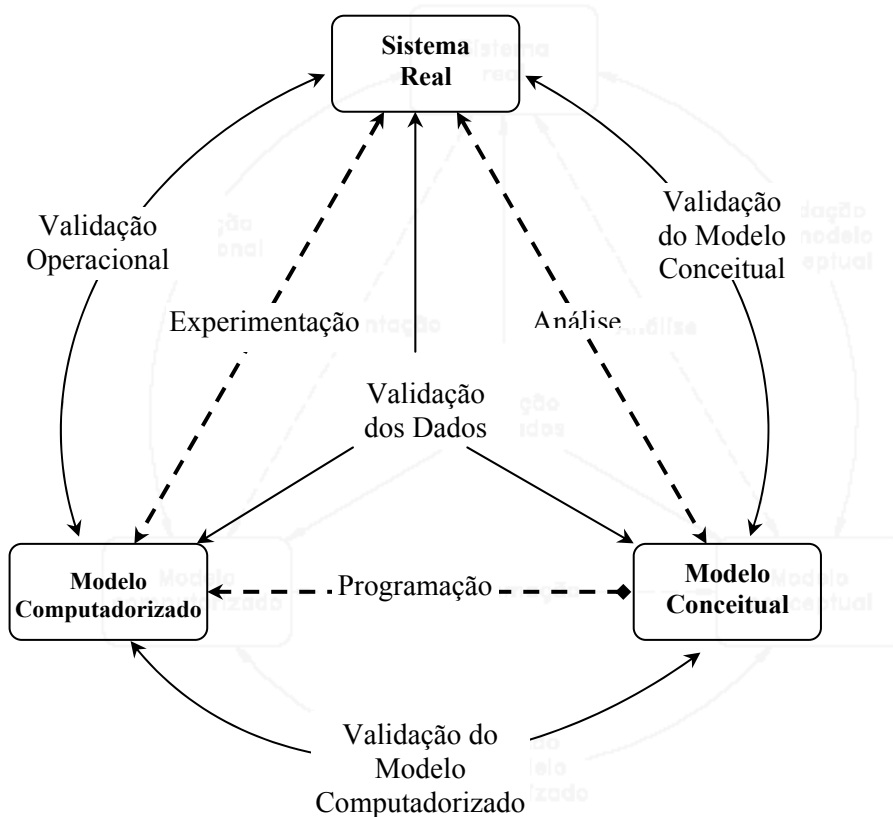 Sistema
Real
Validação
Operacional
Validação
do Modelo
Conceitual
Experimentação
Análise
Validação
dos Dados
Modelo
Computadorizado
Programação
Modelo
Conceitual
Validação do
Modelo
Computadorizado